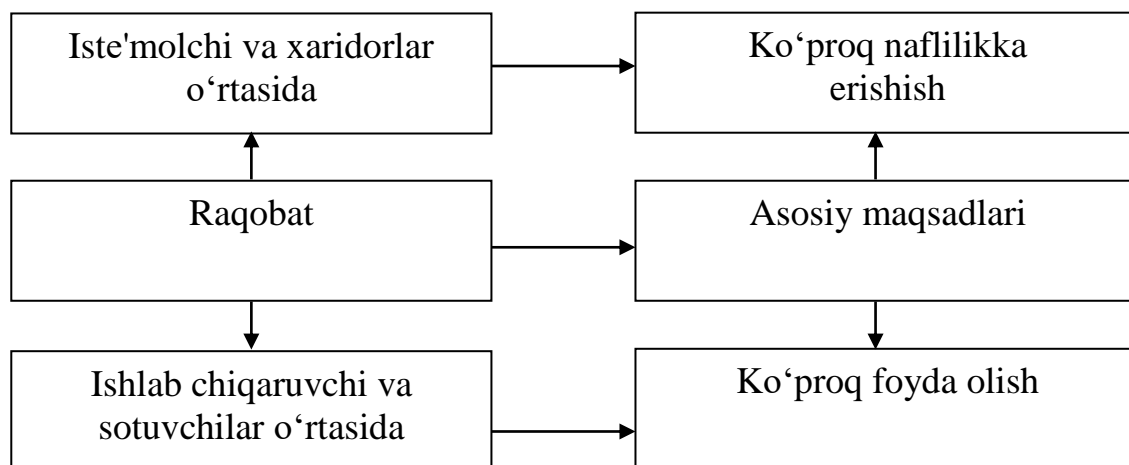 Iste'molchi va xaridorlar
o‘rtasida
Ko‘proq naflilikka
erishish
Raqobat
Asosiy maqsadlari
Ishlab chiqaruvchi va
sotuvchilar o‘rtasida
Ko‘proq foyda olish